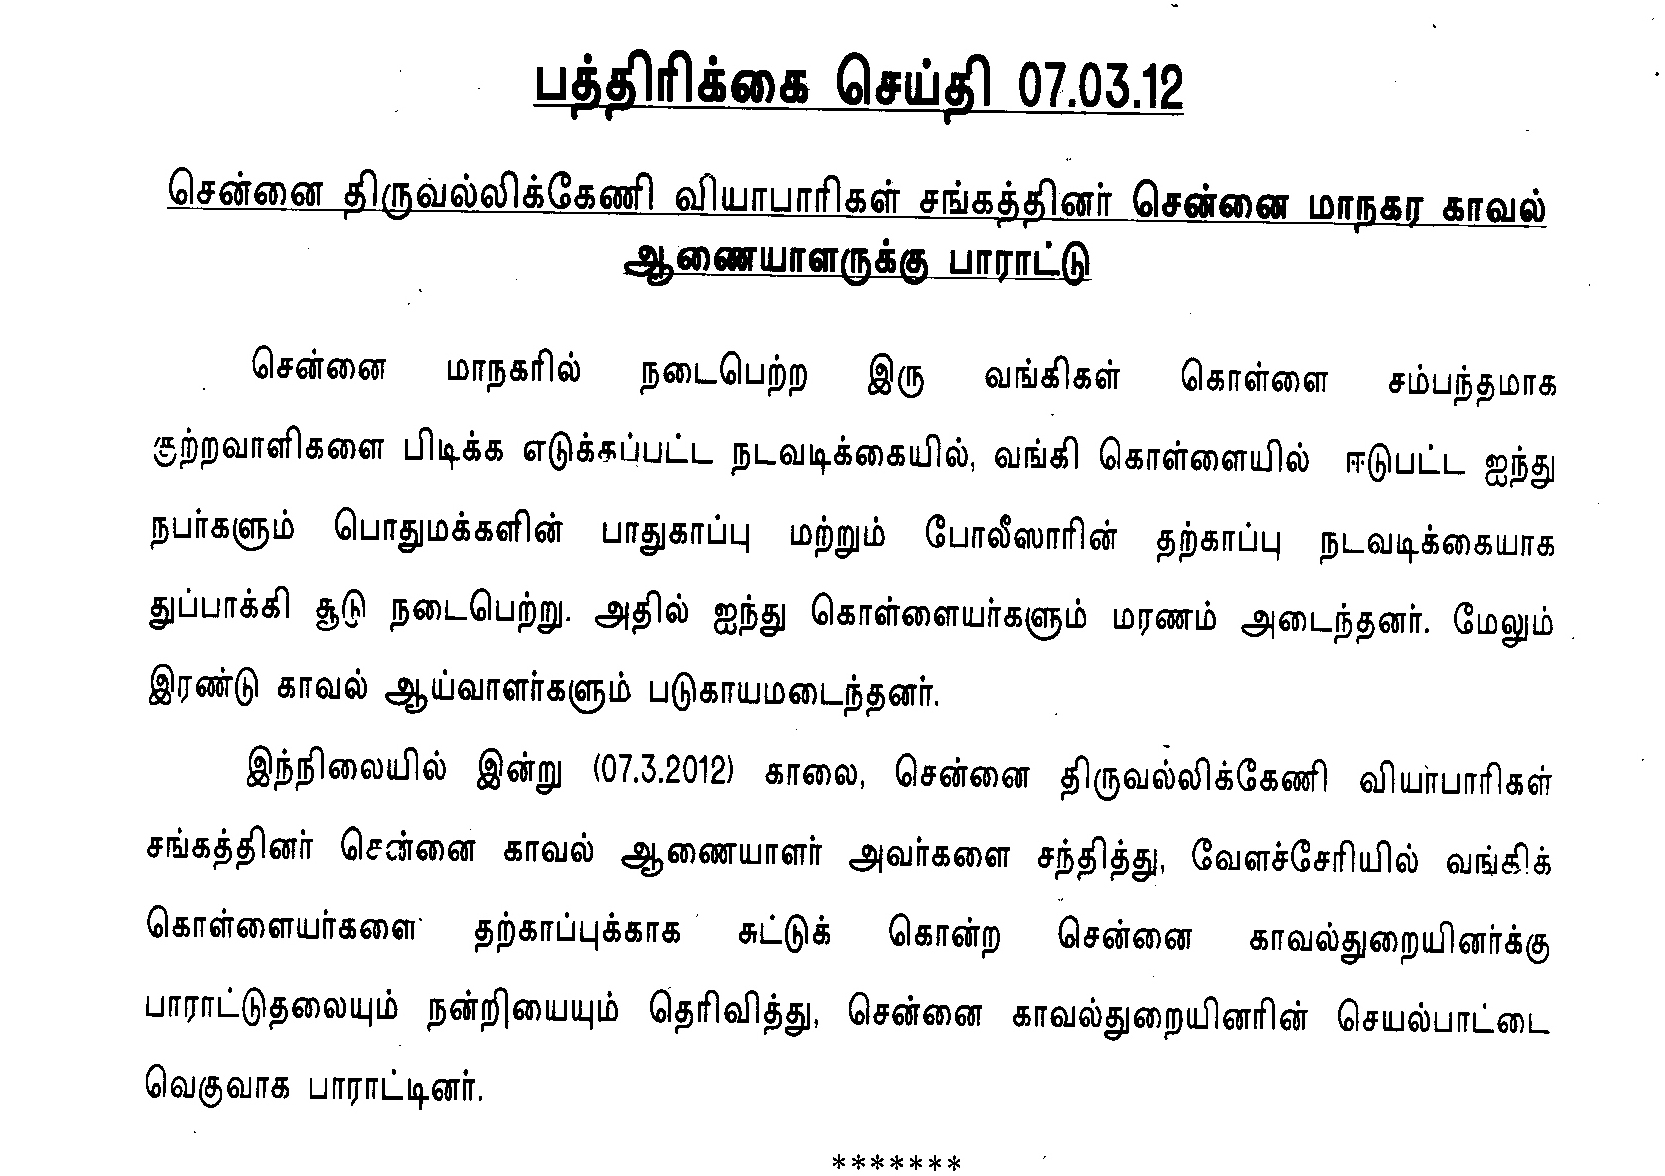 பத்திரிக்கை செய்தி 07.03.12
சென்னை திருவல்லிக்கேணி வியாபாரிகள் சங்கத்தினர் சென்னை மாநகர காவல்
ஆணையாளருக்கு பாராட்டு
சென்னை மாநகரில் நடைபெற்ற இரு வங்கிகள் கொள்ளை சம்பந்தமாக
குற்றவாளிகளை பிடிக்க எடுக்கப்பட்ட நடவடிக்கையில், வங்கி கொள்ளையில் ஈடுபட்ட ஐந்து
நபர்களும் பொதுமக்களின் பாதுகாப்பு மற்றும் போலீஸாரின் தற்காப்பு நடவடிக்கையாக
துப்பாக்கி சூடு நடைபெற்று. அதில் ஐந்து கொள்ளையர்களும் மரணம் அடைந்தனர். மேலும்
இரண்டு காவல் ஆய்வாளர்களும் படுகாயமடைந்தனர்.
இந்நிலையில் இன்று (07.3.2012) காலை, சென்னை திருவல்லிக்கேணி வியாபாரிகள்
சங்கத்தினர் சென்னை காவல் ஆணையாளர் அவர்களை சந்தித்து, வேளச்சேரியில் வங்கிக்
கொள்ளையர்களை தற்காப்புக்காக சுட்டுக் கொன்ற சென்னை காவல்துறையினர்க்கு
பாராட்டுதலையும் நன்றியையும் தெரிவித்து, சென்னை காவல்துறையினரின் செயல்பாட்டை
வெகுவாக பாராட்டினர்.
*******